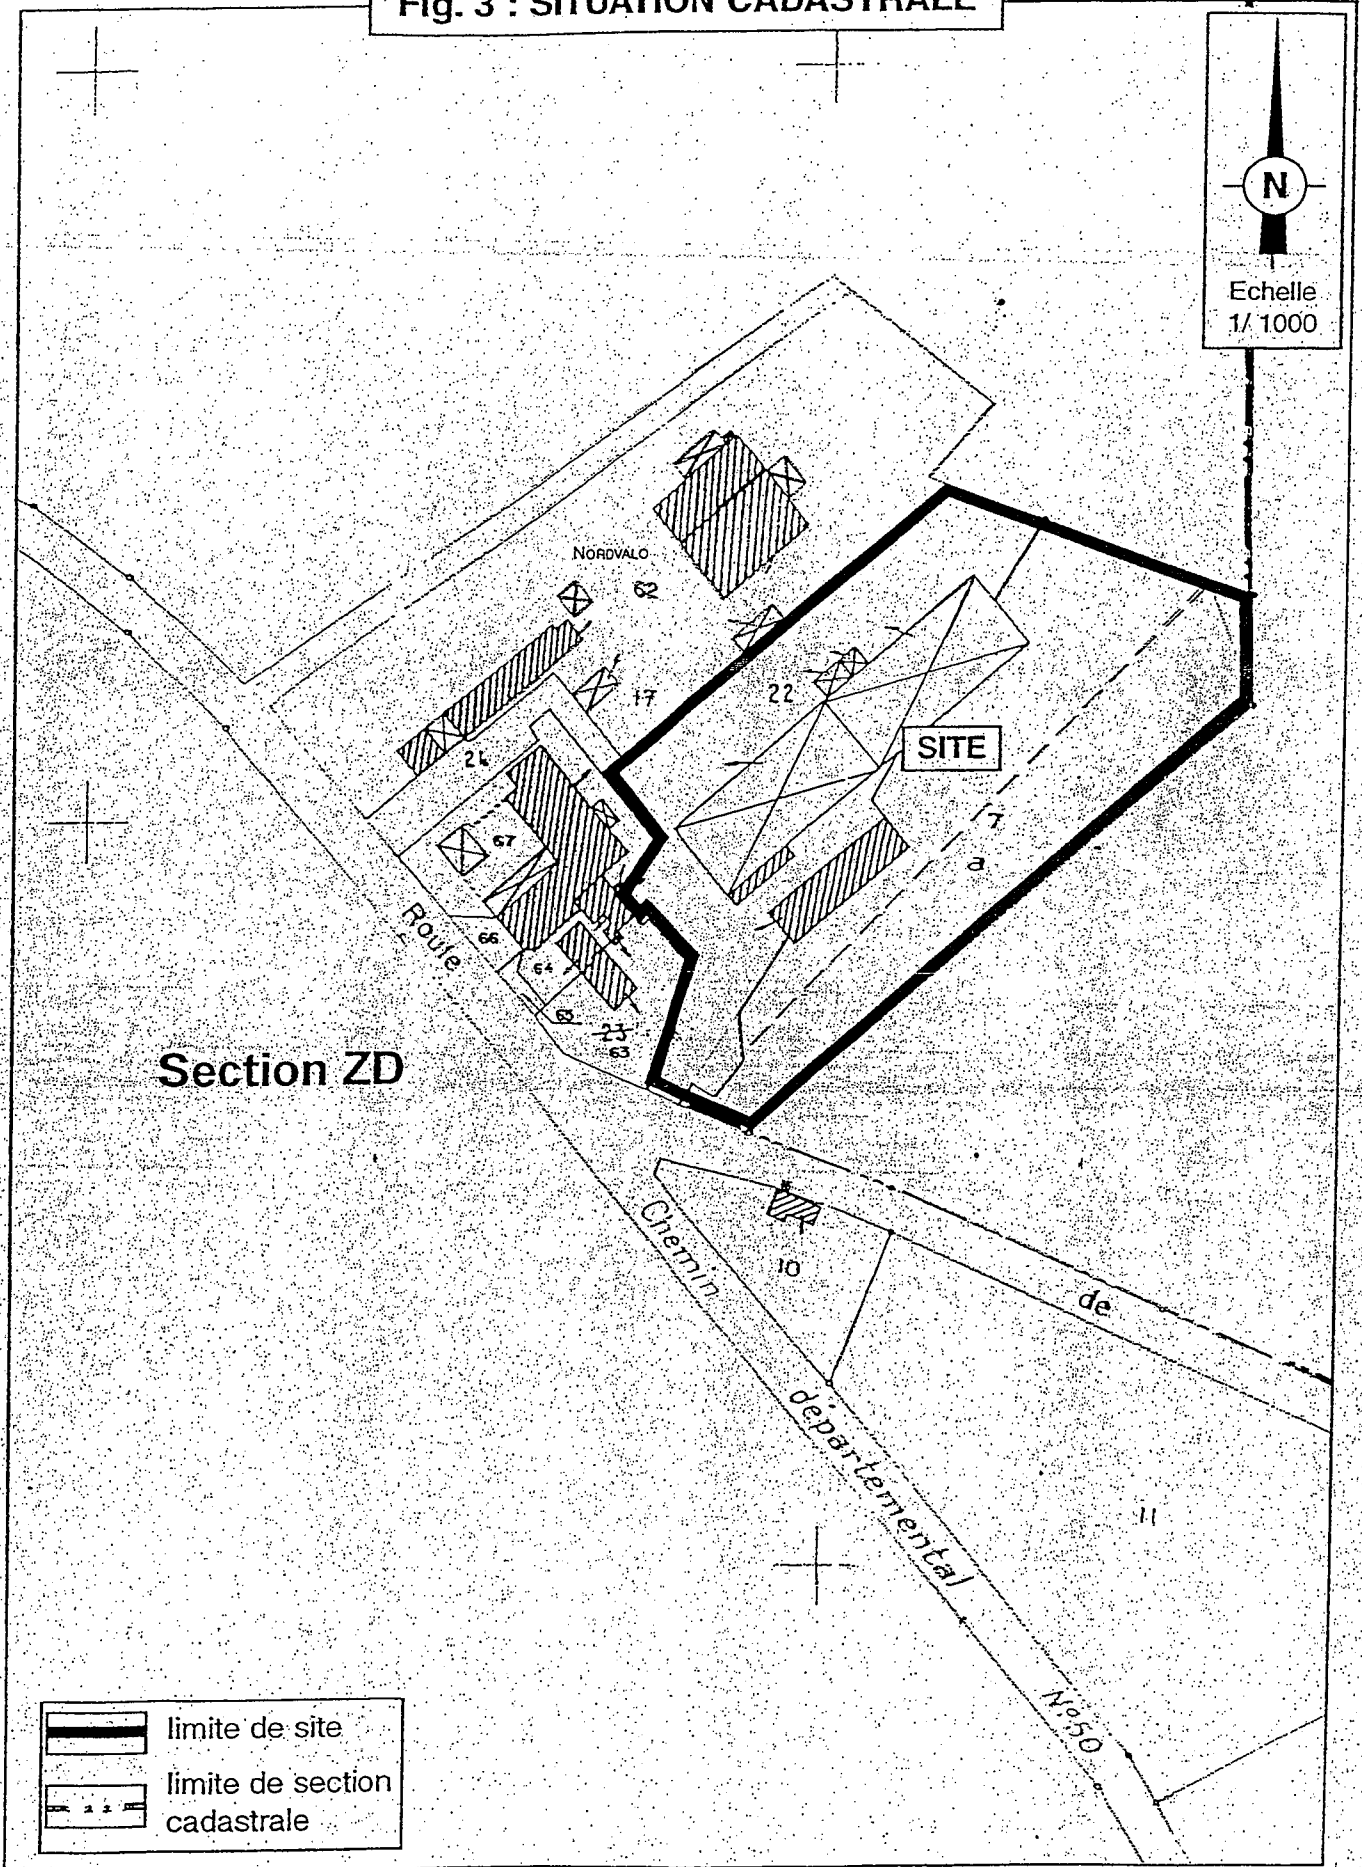 Fig. 3 : SITUATION CADASTRALE
N
Echelle
1/ 1000
NORDVALO
62
17
22
SITE
24
7
a
67
Route
66
64
65
23
63
Section ZD
Chemin
10
de
départemental
11
N°50
limite de site
limite de section
cadastrale